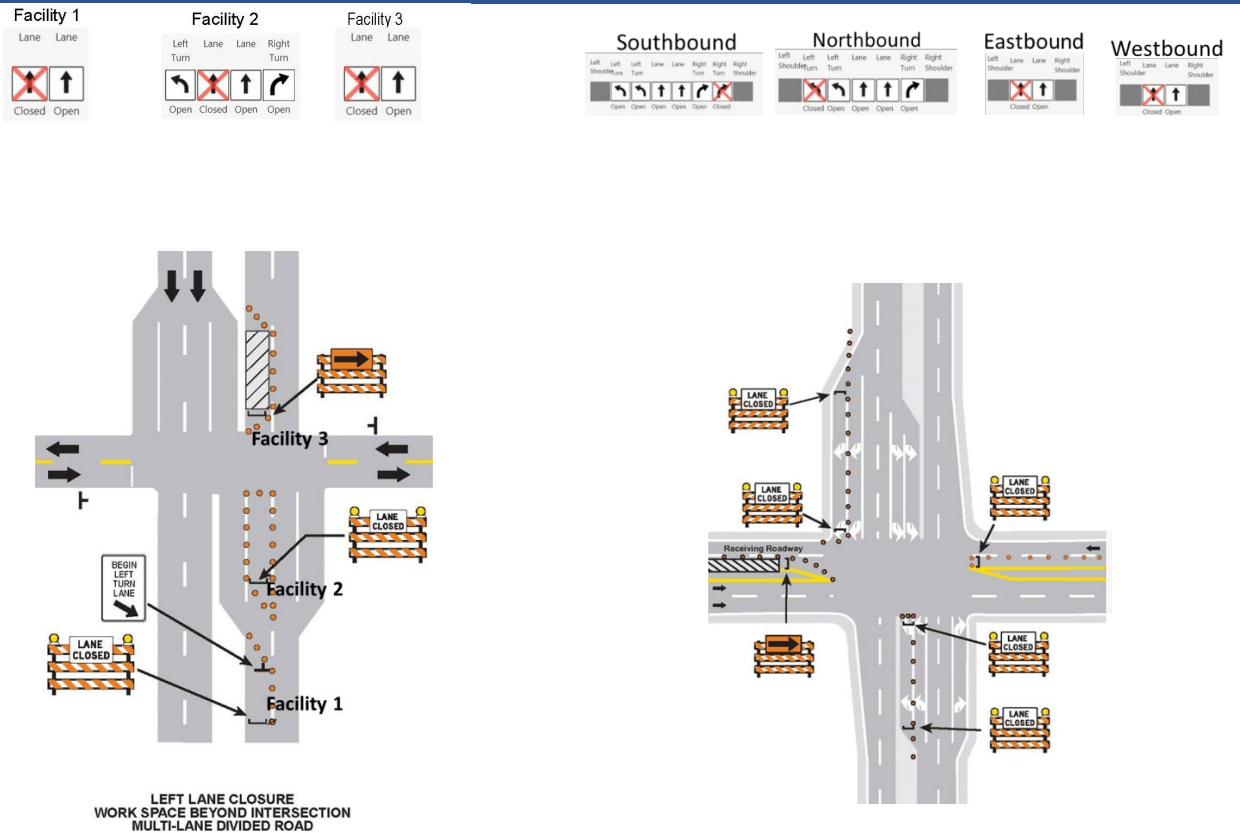 Facility 1
Lane Lane
Closed Open
Facility 2
Left Turn Lane Lane Right Turn
Open Closed Open Open
Facility 3
Lane Lane
Closed Open
Southbound
Left Shoulder Left Turn Left Turn Lane Lane Right Turn Right Turn Right Shoulder
Open Open Open Open Open Closed
Northbound
Left Shoulder Left Turn Left Turn Lane Lane Right Turn Right Shoulder
Closed Open Open Open Open
Eastbound
Left Shoulder Lane Lane Right Shoulder
Closed Open
Westbound
Left Shoulder Lane Lane Right Shoulder
Closed Open
Facility 3
LANE
CLOSED
Facility 2
BEGIN
LEFT
TURN
LANE
LANE
CLOSED
Facility 1
LEFT LANE CLOSURE
WORK SPACE BEYOND INTERSECTION
MULTI-LANE DIVIDED ROAD
LANE
CLOSED
LANE
CLOSED
LANE
CLOSED
Receiving Roadway
LANE
CLOSED
LANE
CLOSED